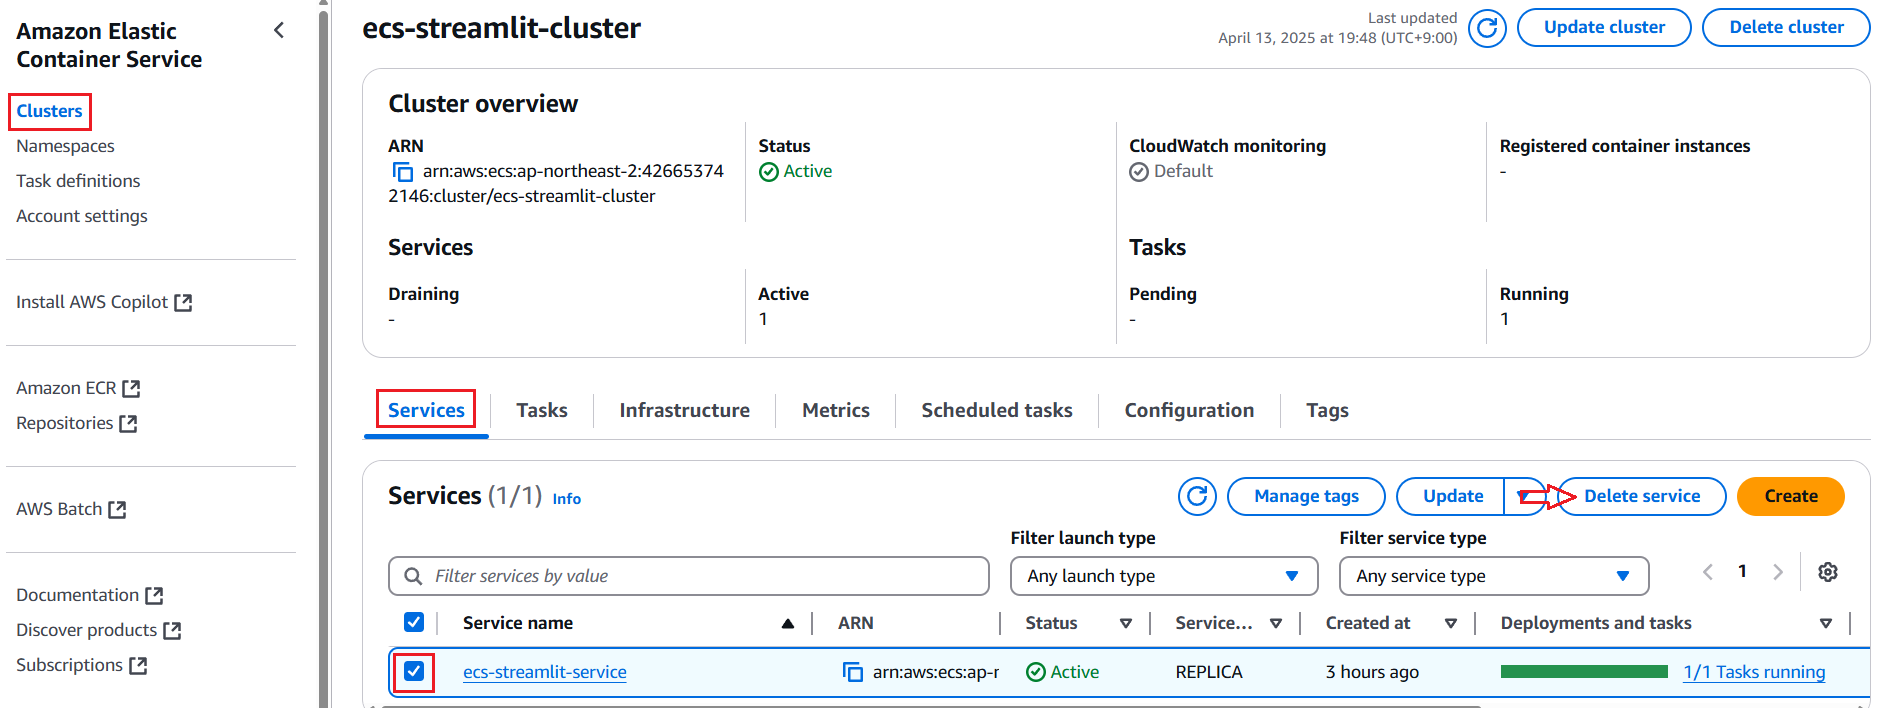 Amazon Elastic
Container Service
Clusters
Namespaces
Task definitions
Account settings
Install AWS Copilot
Amazon ECR
Repositories
AWS Batch
Documentation
Discover products
Subscriptions
ecs-streamlit-cluster
Last updated
April 13, 2025 at 19:48 (UTC+9:00)
Update cluster
Delete cluster
Cluster overview
ARN
arn:aws:ecs:ap-northeast-2:42665374
2146:cluster/ecs-streamlit-cluster
Status
Active
CloudWatch monitoring
Default
Registered container instances
-
Services
Tasks
Draining
-
Active
1
Pending
-
Running
1
Services Tasks Infrastructure Metrics Scheduled tasks Configuration Tags
Services (1/1) Info
Manage tags Update Delete service Create
Filter launch type Filter service type
Filter services by value Any launch type Any service type 1
Service name ARN Status Service... Created at Deployments and tasks
ecs-streamlit-service arn:aws:ecs:ap-r Active REPLICA 3 hours ago 1/1 Tasks running